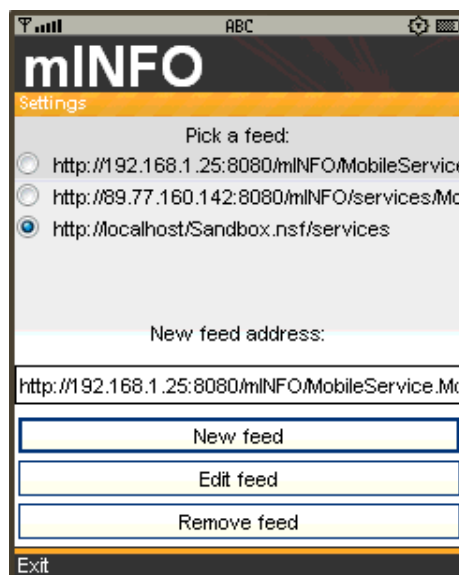 ABC
mINFO
Settings
Pick a feed:
http://192.168.1.25:8080/mINFO/MobileService
http://89.77.160.142:8080/mINFO/services/Mo
http://localhost/Sandbox.nsf/services
New feed address:
http://192.168.1.25:8080/mINFO/MobileService.Mo
New feed
Edit feed
Remove feed
Exit